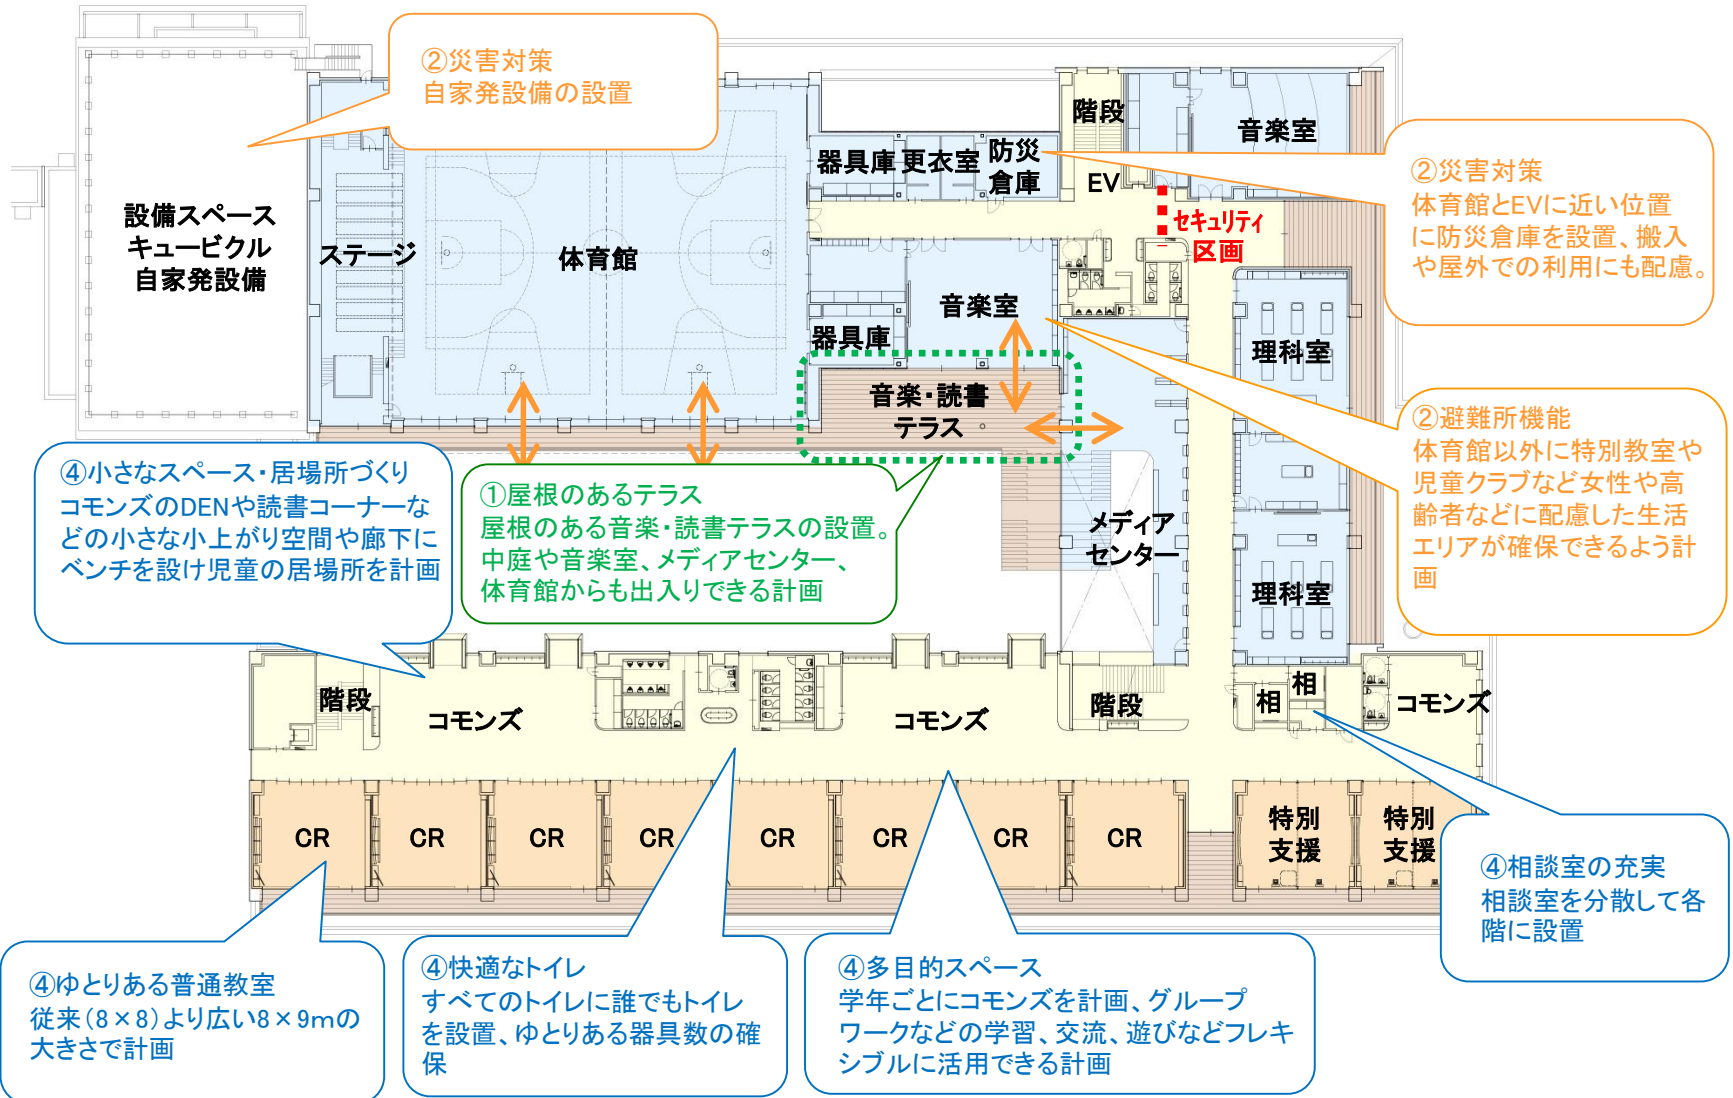 ②災害対策
自家発設備の設置
階段
音楽室
器具庫
更衣室
防災
倉庫
EV
②災害対策
体育館とEVに近い位置
に防災倉庫を設置、搬入
や屋外での利用にも配慮。
設備スペース
キュービクル
自家発設備
ステージ
体育館
セキュリティ
区画
音楽室
器具庫
理科室
音楽・読書
テラス
②避難所機能
体育館以外に特別教室や
児童クラブなど女性や高
齢者などに配慮した生活
エリアが確保できるよう計
画
④小さなスペース・居場所づくり
コモンズのDENや読書コーナーな
どの小さな小上がり空間や廊下に
ベンチを設け児童の居場所を計画
①屋根のあるテラス
屋根のある音楽・読書テラスの設置。
中庭や音楽室、メディアセンター、
体育館からも出入りできる計画
メディア
センター
理科室
階段
コモンズ
コモンズ
階段
相
相
コモンズ
CR
CR
CR
CR
CR
CR
CR
CR
特別
支援
特別
支援
④相談室の充実
相談室を分散して各
階に設置
④ゆとりある普通教室
従来(8×8)より広い8×9mの
大きさで計画
④快適なトイレ
すべてのトイレに誰でもトイレ
を設置、ゆとりある器具数の確
保
④多目的スペース
学年ごとにコモンズを計画、グループ
ワークなどの学習、交流、遊びなどフレキ
シブルに活用できる計画